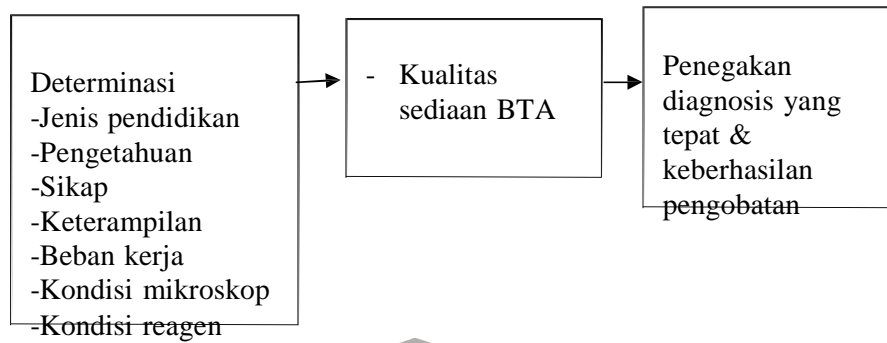 Determinasi
-Jenis pendidikan
-Pengetahuan
-Sikap
-Keterampilan
-Beban kerja
-Kondisi mikroskop
-Kondisi reagen
- Kualitas
sediaan BTA
Penegakan
diagnosis yang
tepat &
keberhasilan
pengobatan